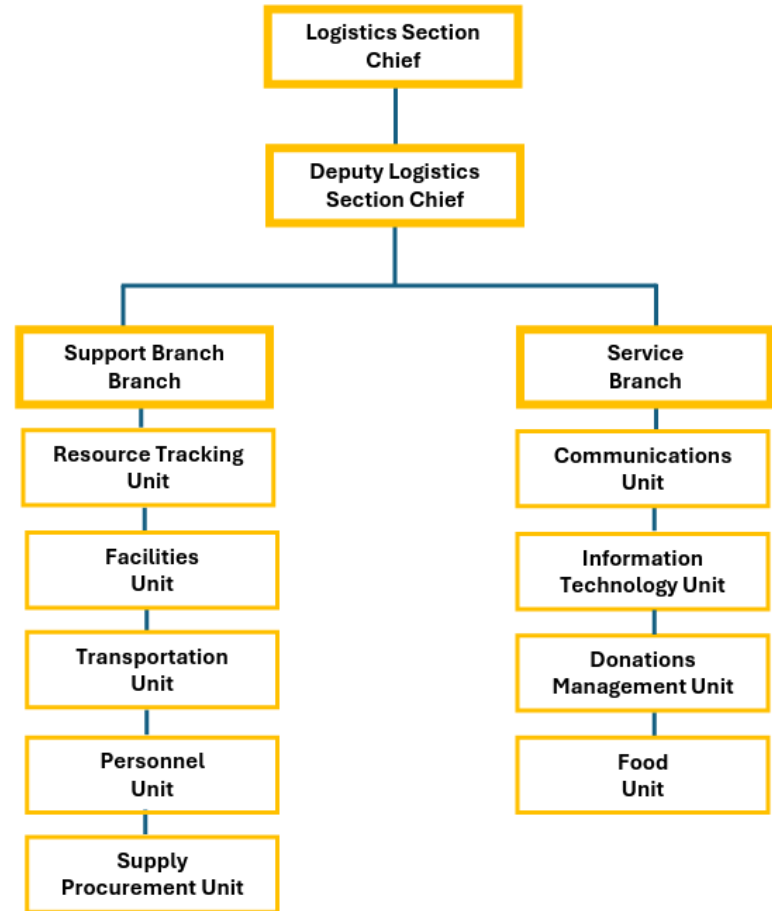 Logistics Section
Chief
Deputy Logistics
Section Chief
Support Branch
Branch
Resource Tracking
Unit
Facilities
Unit
Transportation
Unit
Personnel
Unit
Supply
Procurement Unit
Service
Branch
Communications
Unit
Information
Technology Unit
Donations
Management Unit
Food
Unit